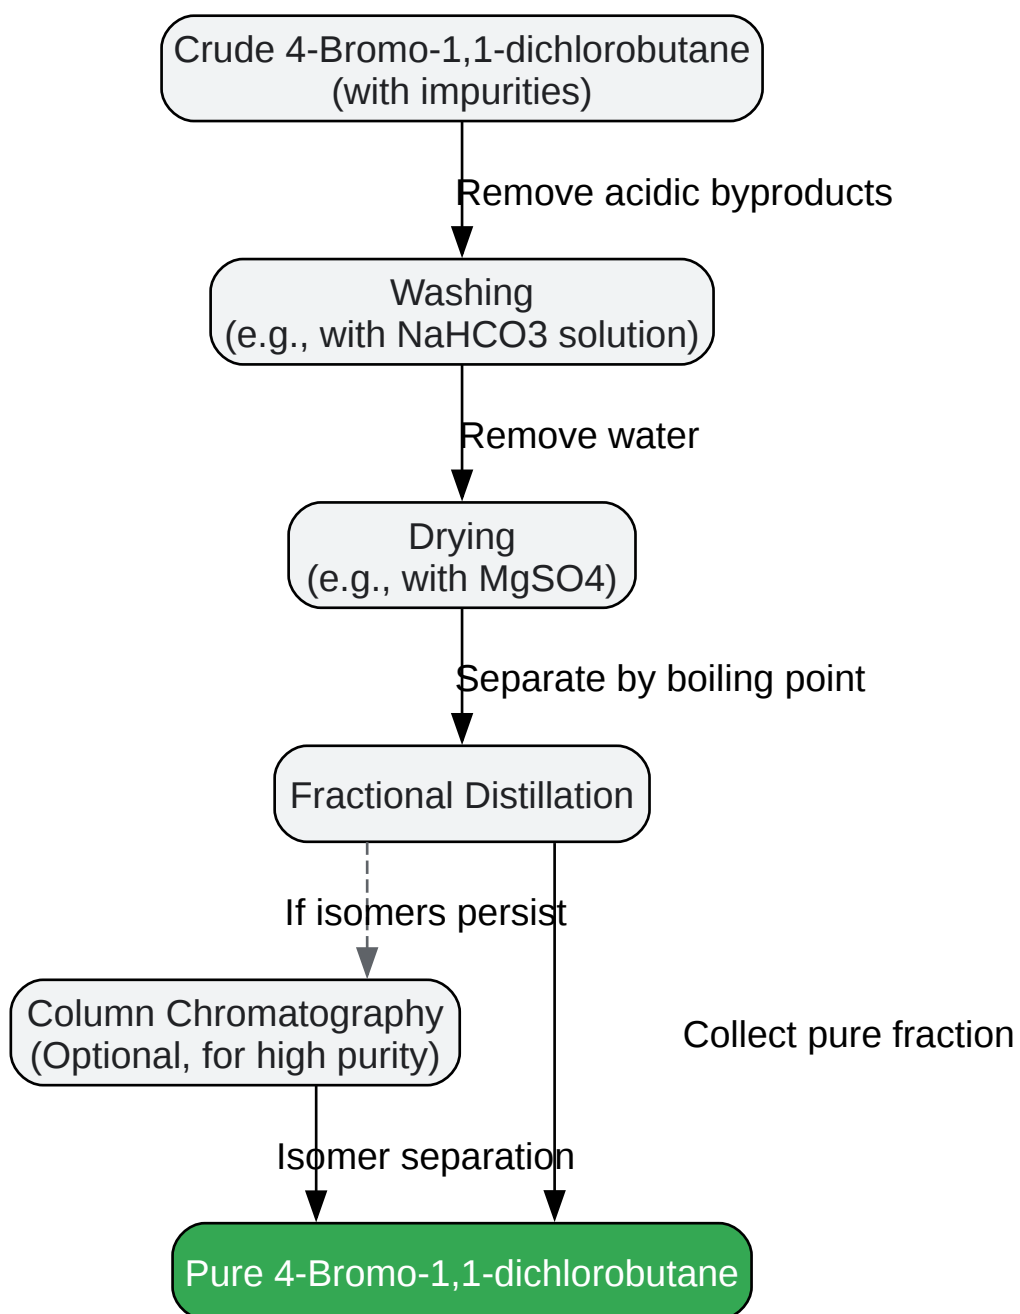 Crude 4-Bromo-1,1-dichlorobutane
(with impurities)
Remove acidic byproducts
Washing
(e.g., with NaHCO3 solution)
Remove water
Drying
(e.g., with MgSO4)
Separate by boiling point
Fractional Distillation
If isomers persist
Column Chromatography
(Optional, for high purity)
Collect pure fraction
Isomer separation
Pure 4-Bromo-1,1-dichlorobutane